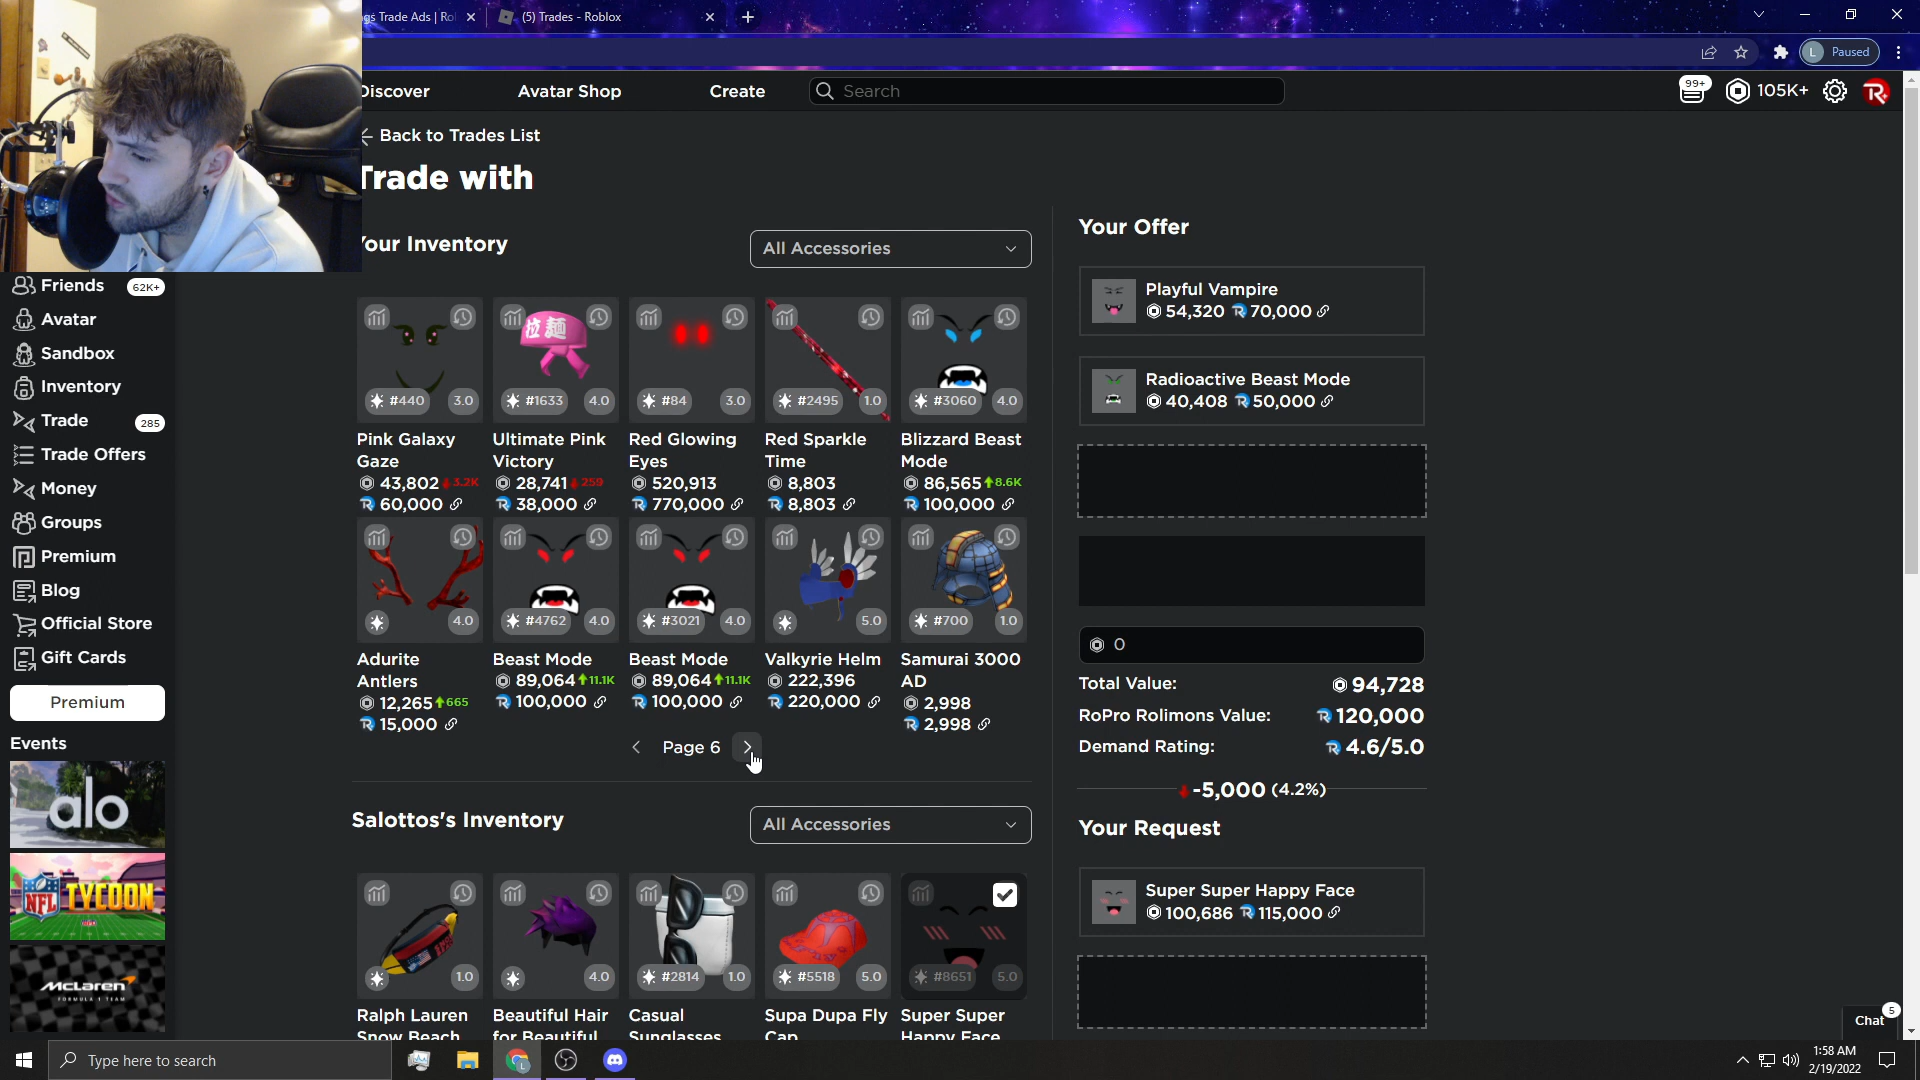 gs Trade Ads | Rol
(5) Trades - Roblox
Paused
L
Discover
Avatar Shop
Create
Search
99+
105K+
Back to Trades List
Trade with
Your Inventory
All Accessories
Friends
62K+
Avatar
Sandbox
Inventory
Trade
285
Trade Offers
Money
Groups
Premium
Blog
Official Store
Gift Cards
Premium
Events
alo
NFL TYCOON
McLaren
FORMULA 1 TEAM
拉麺
#440 3.0
#1633 4.0
#84 3.0
#2495 1.0
#3060 4.0
Pink Galaxy Gaze
43,802 3.2K
60,000
Ultimate Pink Victory
28,741 259
38,000
Red Glowing Eyes
520,913
770,000
Red Sparkle Time
8,803
8,803
Blizzard Beast Mode
86,565 8.6K
100,000
4.0
#4762 4.0
#3021 4.0
5.0
#700 1.0
Adurite Antlers
12,265 665
15,000
Beast Mode
89,064 11.1K
100,000
Beast Mode
89,064 11.1K
100,000
Valkyrie Helm
222,396
220,000
Samurai 3000 AD
2,998
2,998
Page 6
Salottos's Inventory
All Accessories
1.0
4.0
#2814 1.0
#5518 5.0
#8651 5.0
Ralph Lauren Snow Beach
Beautiful Hair for Beautiful
Casual Sunglasses
Supa Dupa Fly Cap
Super Super Happy Face
Your Offer
Playful Vampire
54,320 70,000
Radioactive Beast Mode
40,408 50,000
0
Total Value: 94,728
RoPro Rolimons Value: 120,000
Demand Rating: 4.6/5.0
-5,000 (4.2%)
Your Request
Super Super Happy Face
100,686 115,000
Chat
5
Type here to search
1:58 AM
2/19/2022